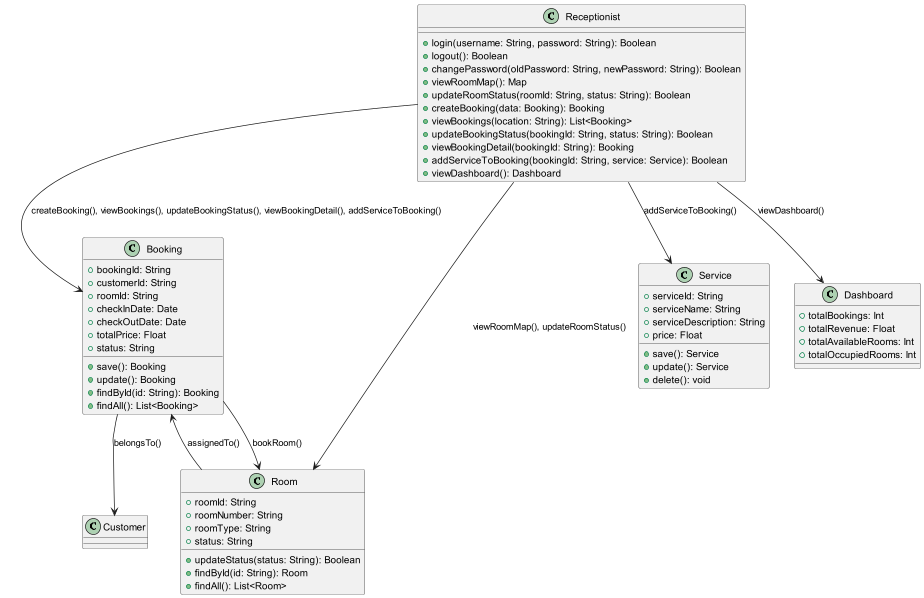 C Receptionist
login(username: String, password: String): Boolean
logout(): Boolean
changePassword(oldPassword: String, newPassword: String): Boolean
viewRoomMap(): Map
updateRoomStatus(roomId: String, status: String): Boolean
createBooking(data: Booking): Booking
viewBookings(location: String): List<Booking>
updateBookingStatus(bookingId: String, status: String): Boolean
viewBookingDetail(bookingId: String): Booking
addServiceToBooking(bookingId: String, service: Service): Boolean
viewDashboard(): Dashboard
createBooking(), viewBookings(), updateBookingStatus(), viewBookingDetail(), addServiceToBooking()
addServiceToBooking()
viewDashboard()
C Booking
bookingId: String
customerId: String
roomId: String
checkInDate: Date
checkOutDate: Date
totalPrice: Float
status: String
save(): Booking
update(): Booking
findById(id: String): Booking
findAll(): List<Booking>
viewRoomMap(), updateRoomStatus()
C Service
serviceId: String
serviceName: String
serviceDescription: String
price: Float
save(): Service
update(): Service
delete(): void
C Dashboard
totalBookings: Int
totalRevenue: Float
totalAvailableRooms: Int
totalOccupiedRooms: Int
belongsTo()
assignedTo()
bookRoom()
C Customer
C Room
roomId: String
roomNumber: String
roomType: String
status: String
updateStatus(status: String): Boolean
findById(id: String): Room
findAll(): List<Room>